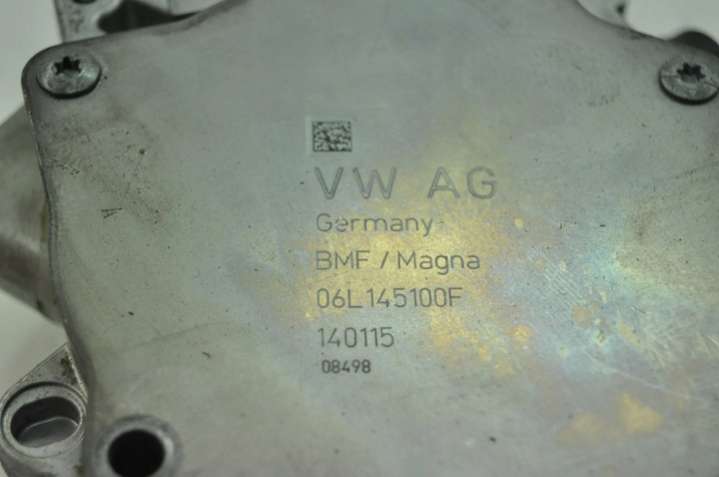 VW AG
Germany
BMF / Magna
06L145100F
140115
08498